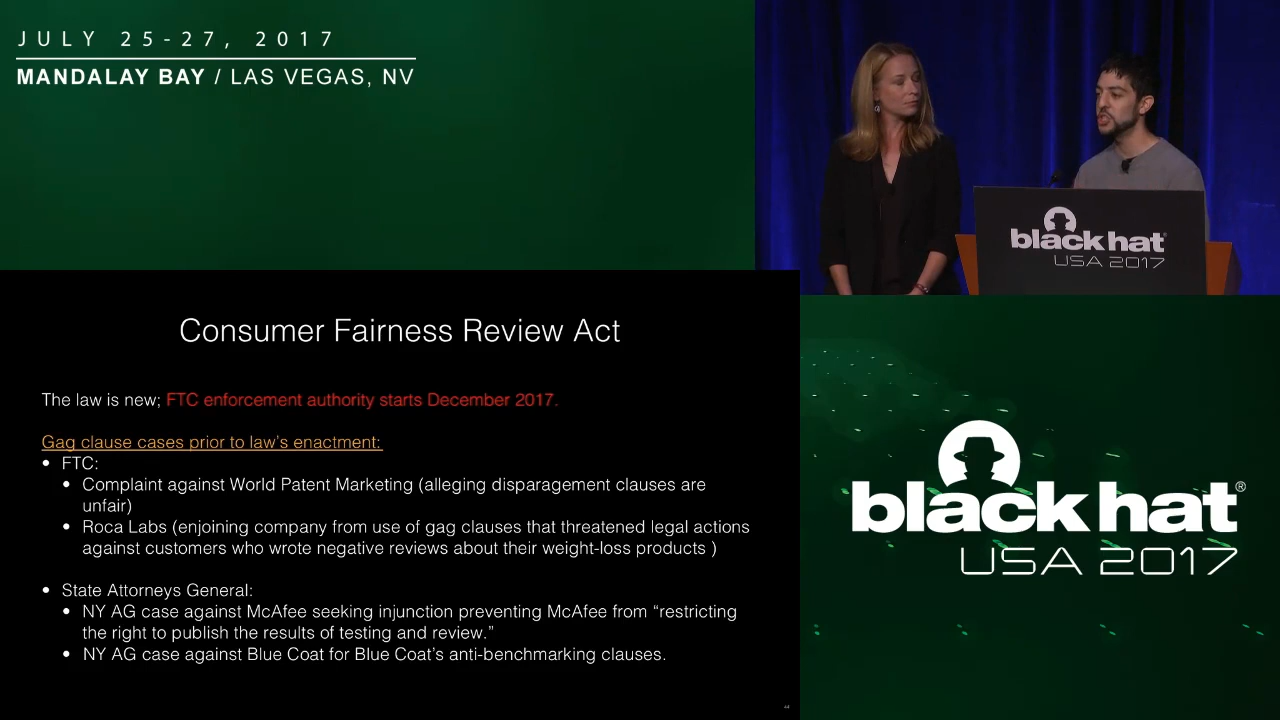 JULY 25-27, 2017
MANDALAY BAY / LAS VEGAS, NV
black hat
USA 2017
Consumer Fairness Review Act
The law is new; FTC enforcement authority starts December 2017.
Gag clause cases prior to law's enactment:
• FTC:
• Complaint against World Patent Marketing (alleging disparagement clauses are
unfair)
• Roca Labs (enjoining company from use of gag clauses that threatened legal actions
against customers who wrote negative reviews about their weight-loss products )
• State Attorneys General:
• NY AG case against McAfee seeking injunction preventing McAfee from “restricting
the right to publish the results of testing and review.”
• NY AG case against Blue Coat for Blue Coat's anti-benchmarking clauses.
black hat®
USA 2017